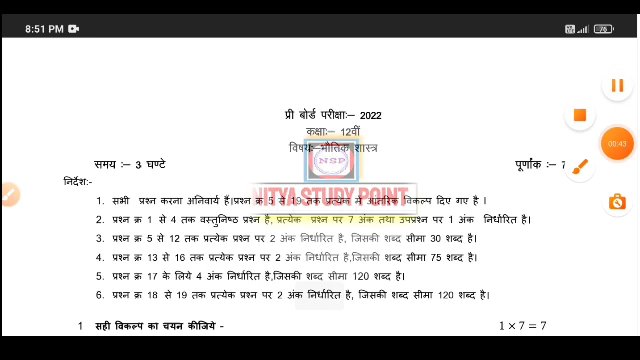 8:51 PM
76
प्री बोर्ड परीक्षाः– 2022
कक्षाः– 12वीं
विषयः–भौतिक शास्त्र
समय :– 3 घण्टे
पूर्णांक :– 7
निर्देशः-
NSP
NITYA STUDY POINT
1. सभी प्रश्न करना अनिवार्य हैं।प्रश्न क्र 5 से 19 तक प्रत्येक में आंतरिक विकल्प दिए गए है ।
2. प्रश्न क्र 1 से 4 तक वस्तुनिष्ठ प्रश्न है, प्रत्येक प्रश्न पर 7 अंक तथा उपप्रश्न पर 1 अंक निर्धारित है।
3. प्रश्न क्र 5 से 12 तक प्रत्येक प्रश्न पर 2 अंक निर्धारित है, जिसकी शब्द सीमा 30 शब्द है।
4. प्रश्न क्र 13 से 16 तक प्रत्येक प्रश्न पर 2 अंक निर्धारित है,जिसकी शब्द सीमा 75 शब्द है।
5. प्रश्न क्र 17 के लिये 4 अंक निर्धारित है,जिसकी शब्द सीमा 120 शब्द है।
6. प्रश्न क्र 18 से 19 तक प्रत्येक प्रश्न पर 2 अंक निर्धारित है, जिसकी शब्द सीमा 120 शब्द है।
1 सही विकल्प का चयन कीजिये - 1 × 7 = 7
00:43